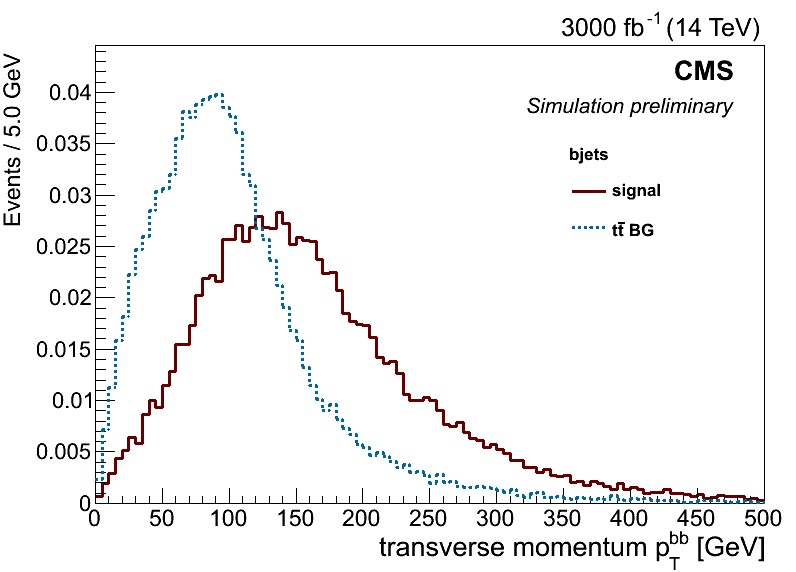 3000 fb⁻¹ (14 TeV)
CMS
Simulation preliminary
bjets
signal
tt̄ BG
Events / 5.0 GeV
0.04
0.035
0.03
0.025
0.02
0.015
0.01
0.005
0
0 50 100 150 200 250 300 350 400 450 500
transverse momentum p_T^bb [GeV]